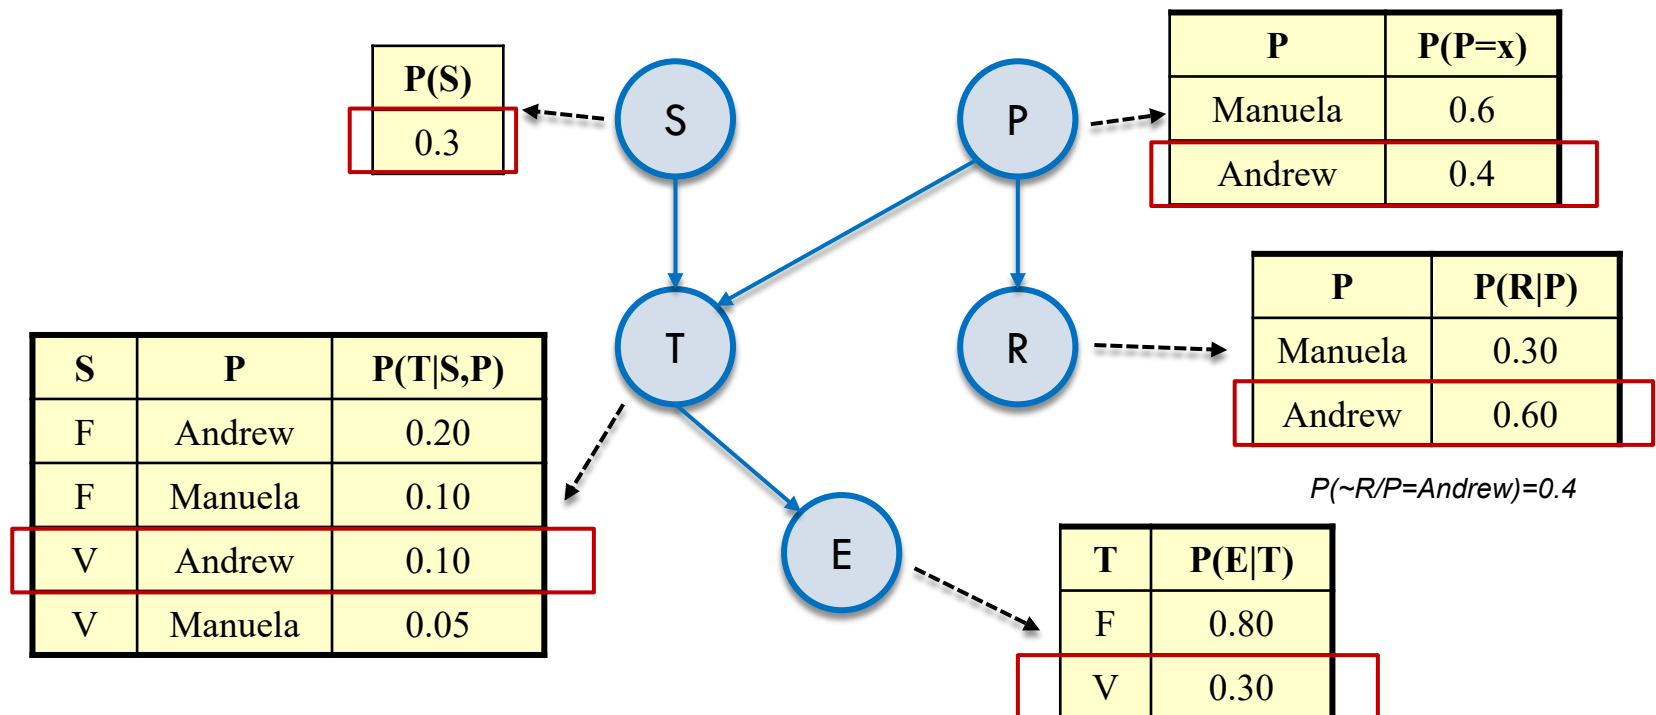 P(S)
0.3
S
P
P P(P=x)
Manuela 0.6
Andrew 0.4
T
R
P P(R|P)
Manuela 0.30
Andrew 0.60
P(~R/P=Andrew)=0.4
S P P(T|S,P)
F Andrew 0.20
F Manuela 0.10
V Andrew 0.10
V Manuela 0.05
E
T P(E|T)
F 0.80
V 0.30